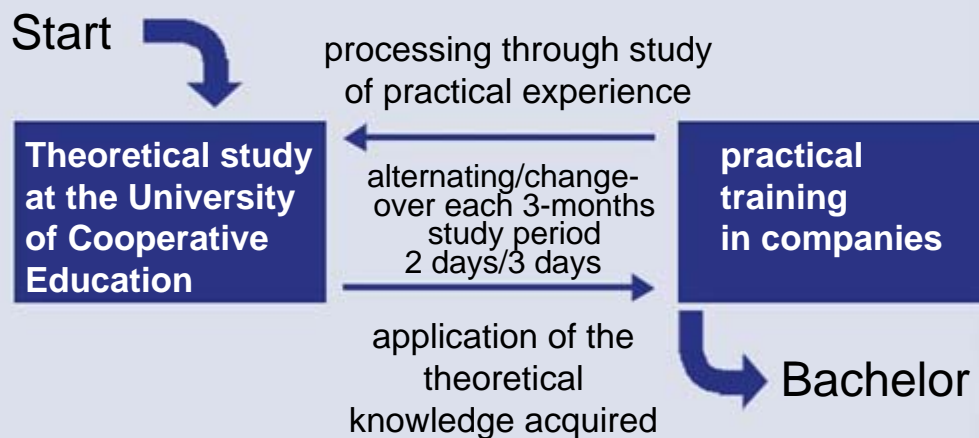 Start
processing through study
of practical experience
Theoretical study
at the University
of Cooperative
Education
alternating/change-
over each 3-months
study period
2 days/3 days
practical
training
in companies
application of the
theoretical
knowledge acquired
Bachelor